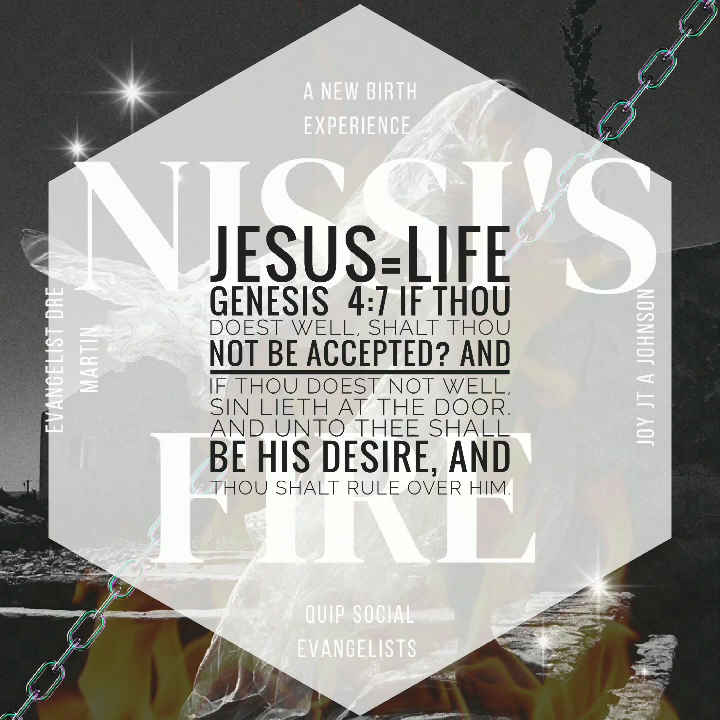 A NEW BIRTH
EXPERIENCE
NISSI'S
JESUS=LIFE
GENESIS 4:7 IF THOU
DOEST WELL, SHALT THOU
NOT BE ACCEPTED? AND
IF THOU DOEST NOT WELL,
SIN LIETH AT THE DOOR.
AND UNTO THEE SHALL
BE HIS DESIRE, AND
THOU SHALT RULE OVER HIM.
EVANGELIST DRE
MARTIN
JOY JT A JOHNSON
FIRE
QUIP SOCIAL
EVANGELISTS